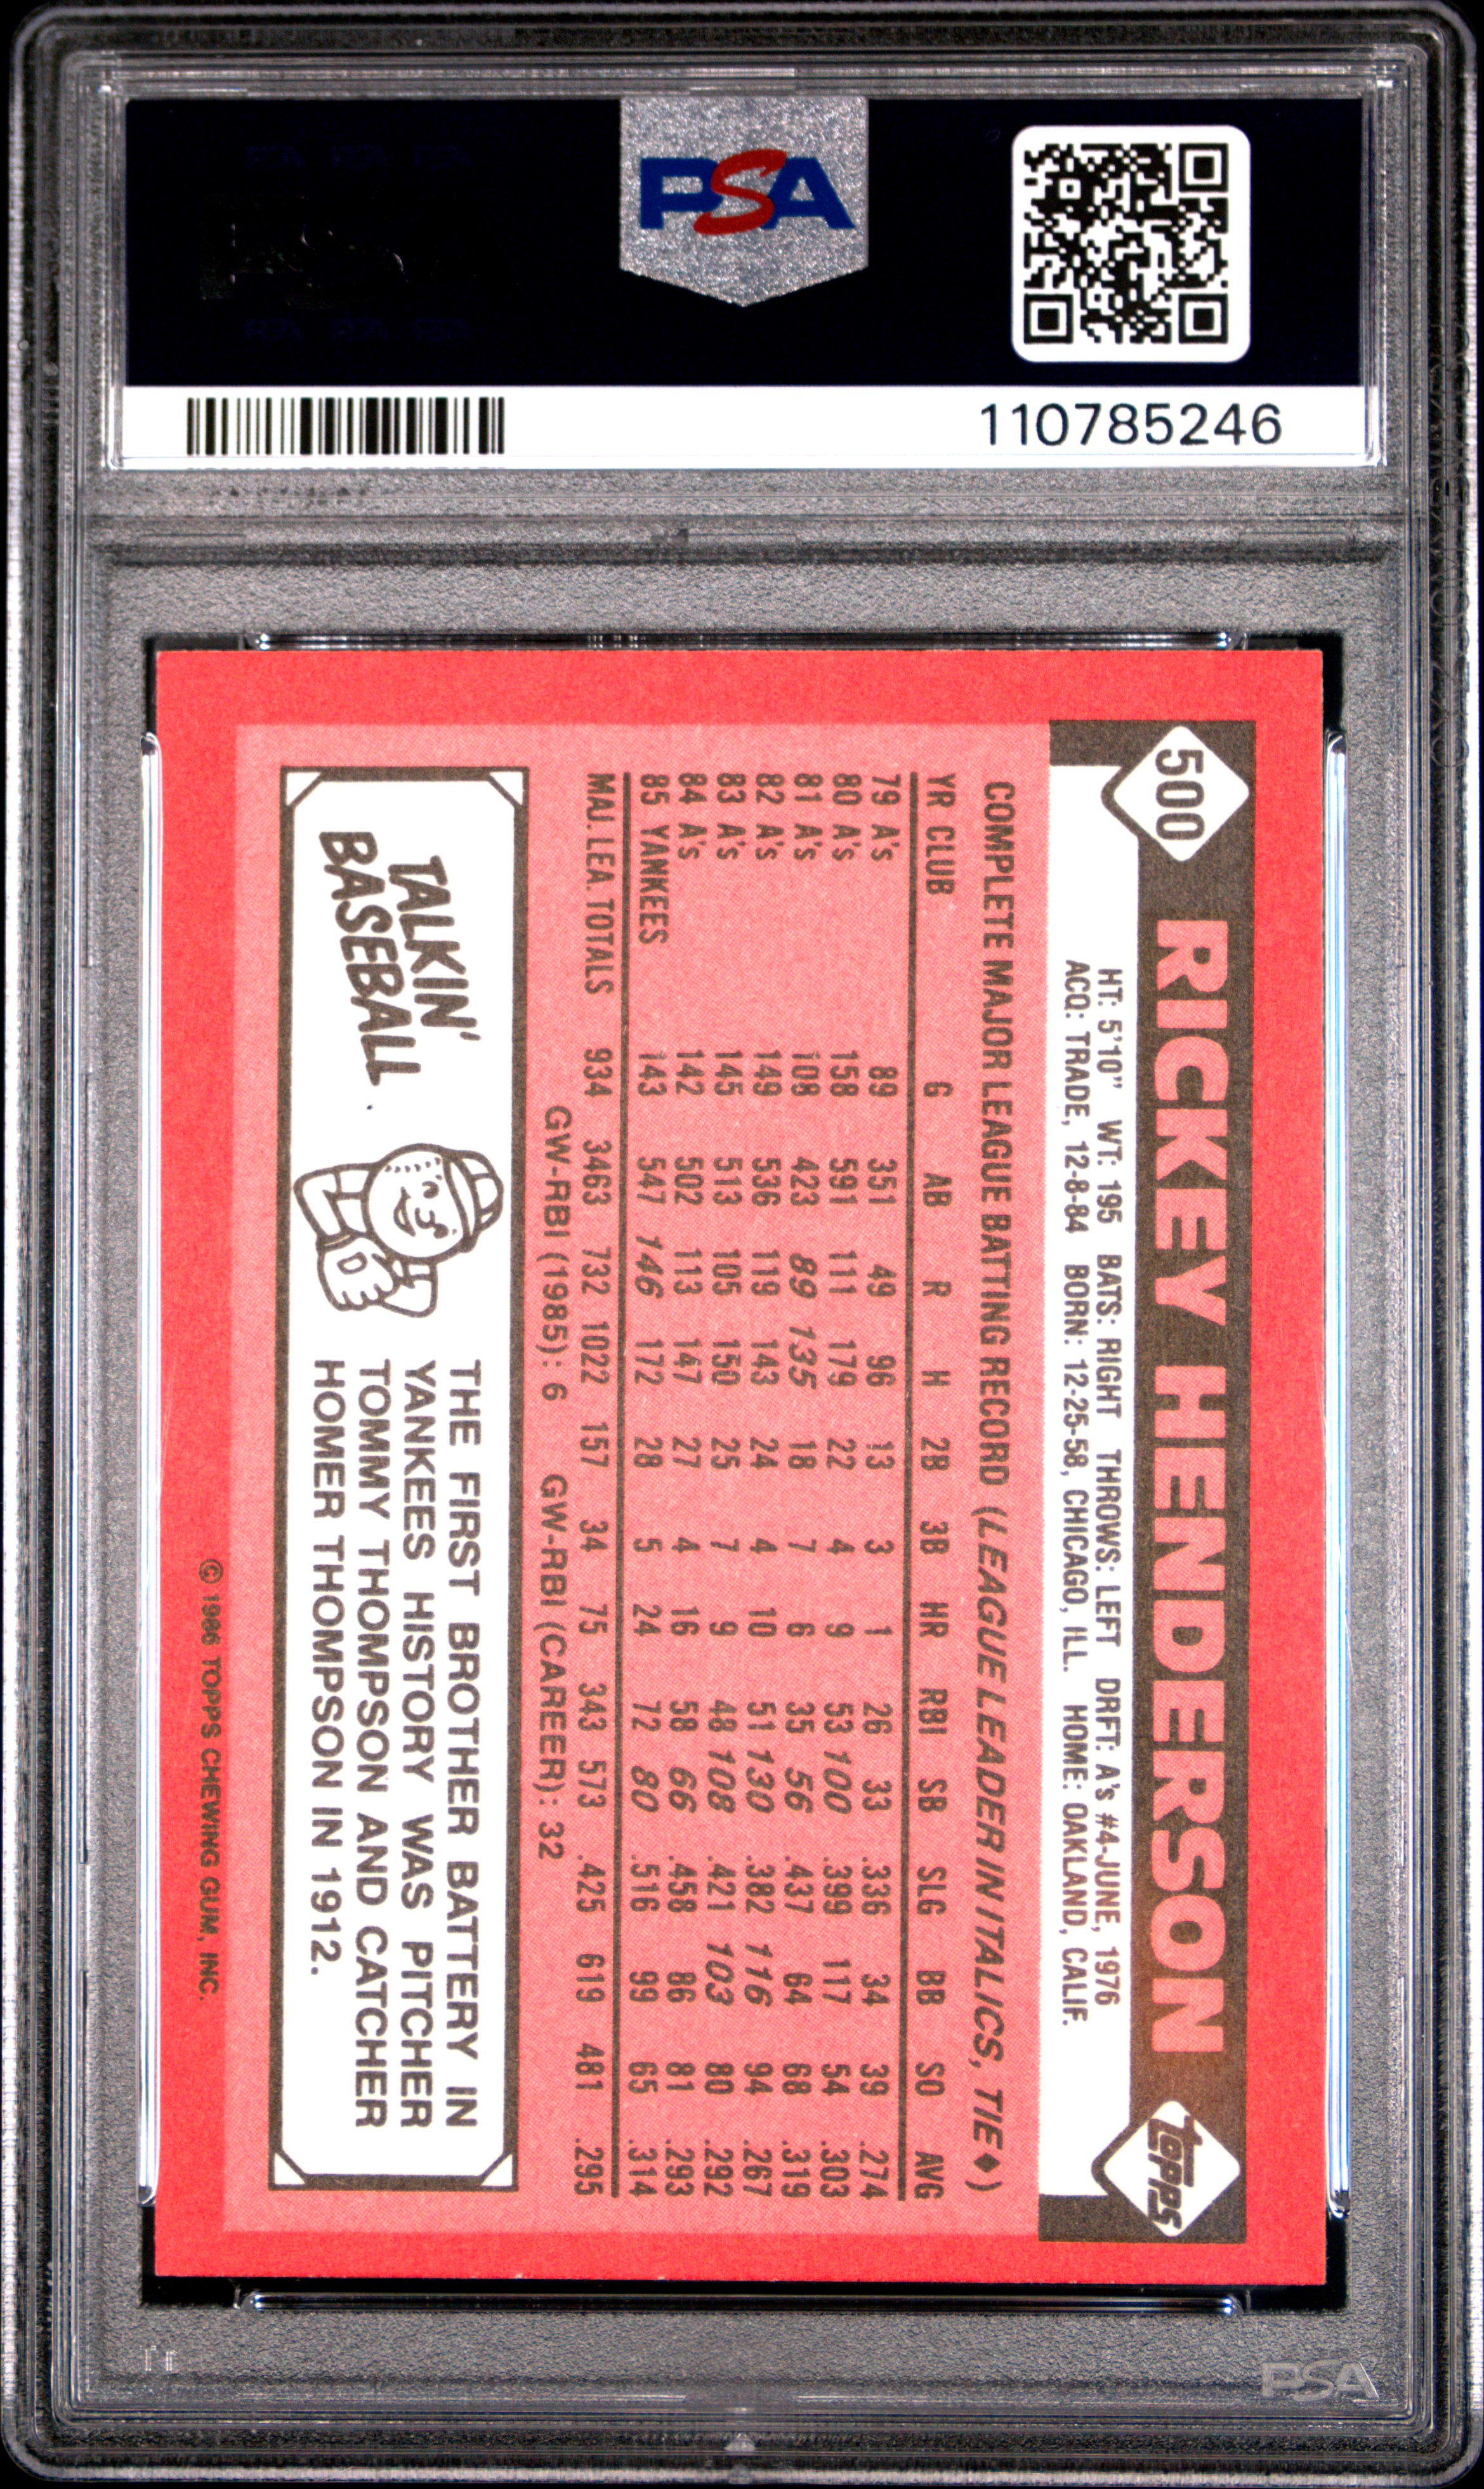 PSA
110785246
500 RICKEY HENDERSON topps
HT: 5'10" WT: 195 BATS: RIGHT THROWS: LEFT DRFT: A's #4-JUNE, 1976
ACQ: TRADE, 12-8-84 BORN: 12-25-58, CHICAGO, ILL. HOME: OAKLAND, CALIF.
COMPLETE MAJOR LEAGUE BATTING RECORD (LEAGUE LEADER IN ITALICS, TIE ♦)
YR CLUB G AB R H 2B 3B HR RBI SB SLG BB SO AVG
79 A's 89 351 49 96 13 3 1 26 33 .336 34 39 .274
80 A's 158 591 111 179 22 4 9 53 100 .399 117 54 .303
81 A's 108 423 89 135 18 7 6 35 56 .437 64 68 .319
82 A's 149 536 119 143 24 4 10 51 130 .382 116 94 .267
83 A's 145 513 105 150 25 7 9 48 108 .421 103 80 .292
84 A's 142 502 113 147 27 4 16 58 66 .458 86 81 .293
85 YANKEES 143 547 146 172 28 5 24 72 80 .516 99 65 .314
MAJ. LEA. TOTALS 934 3463 732 1022 157 34 75 343 573 .425 619 481 .295
GW-RBI (1985): 6 GW-RBI (CAREER): 32
TALKIN'
BASEBALL
THE FIRST BROTHER BATTERY IN
YANKEES HISTORY WAS PITCHER
TOMMY THOMPSON AND CATCHER
HOMER THOMPSON IN 1912.
© 1986 TOPPS CHEWING GUM, INC.
PSA